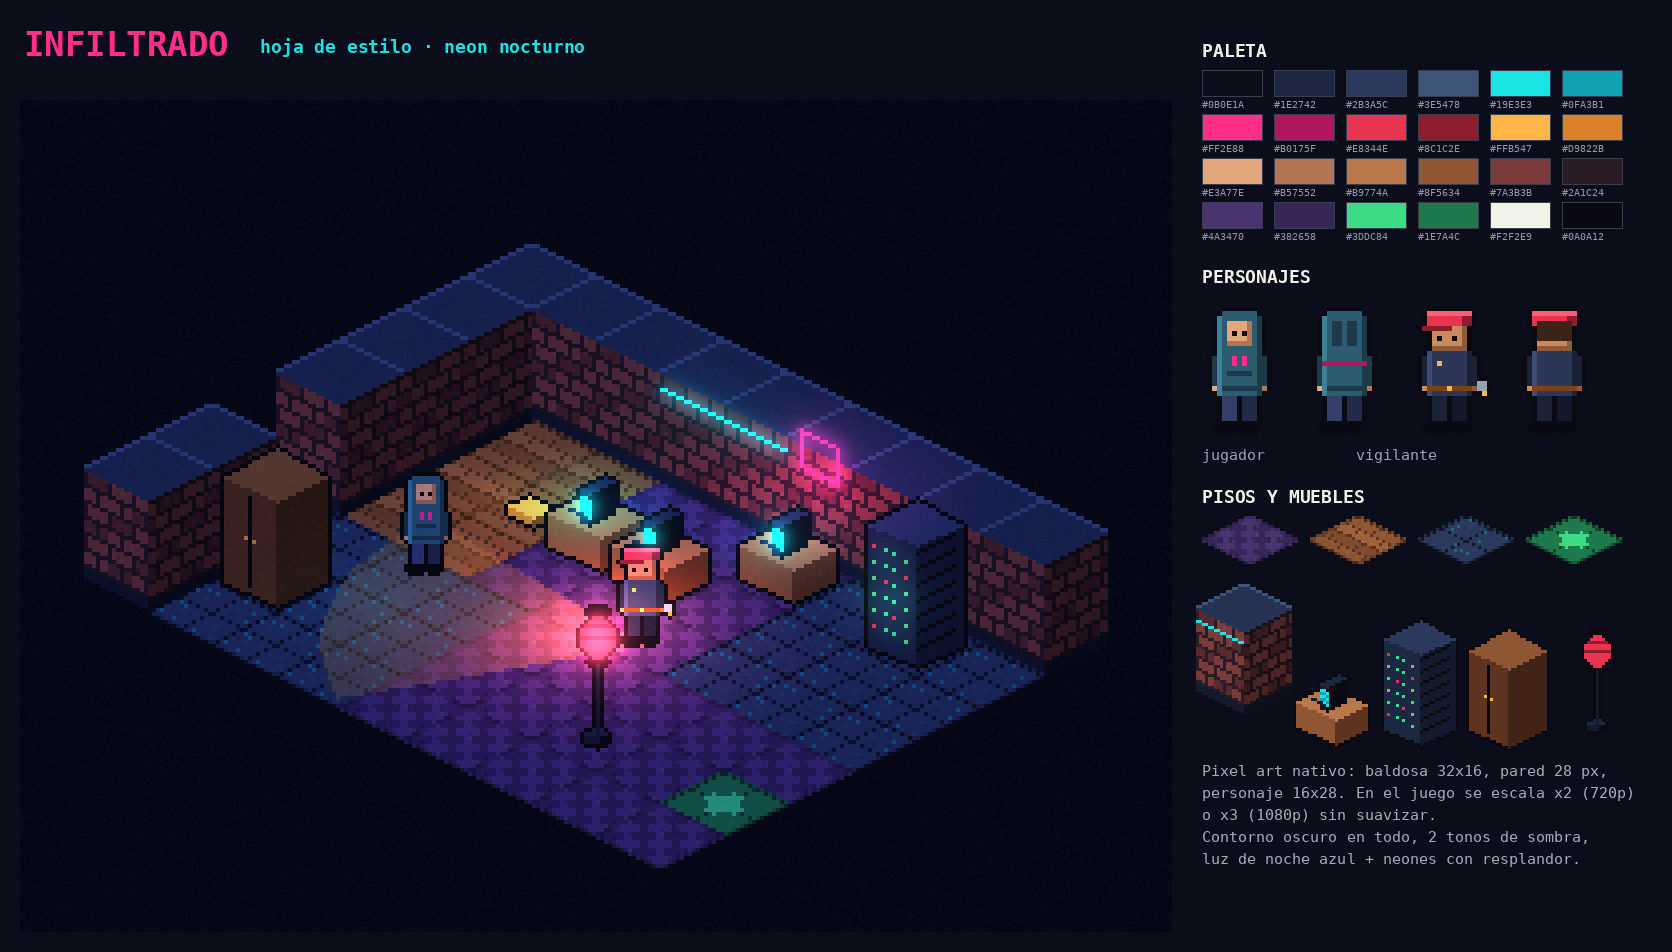 INFILTRADO
hoja de estilo · neon nocturno
PALETA
#0B0E1A #1E2742 #2B3A5C #3E5478 #19E3E3 #0FA3B1
#FF2E88 #B0175F #E8344E #8C1C2E #FFB547 #D9822B
#E3A77E #B57552 #B9774A #8F5634 #7A3B3B #2A1C24
#4A3470 #382658 #3DDC84 #1E7A4C #F2F2E9 #0A0A12
PERSONAJES
jugador vigilante
PISOS Y MUEBLES
Pixel art nativo: baldosa 32x16, pared 28 px,
personaje 16x28. En el juego se escala x2 (720p)
o x3 (1080p) sin suavizar.
Contorno oscuro en todo, 2 tonos de sombra,
luz de noche azul + neones con resplandor.